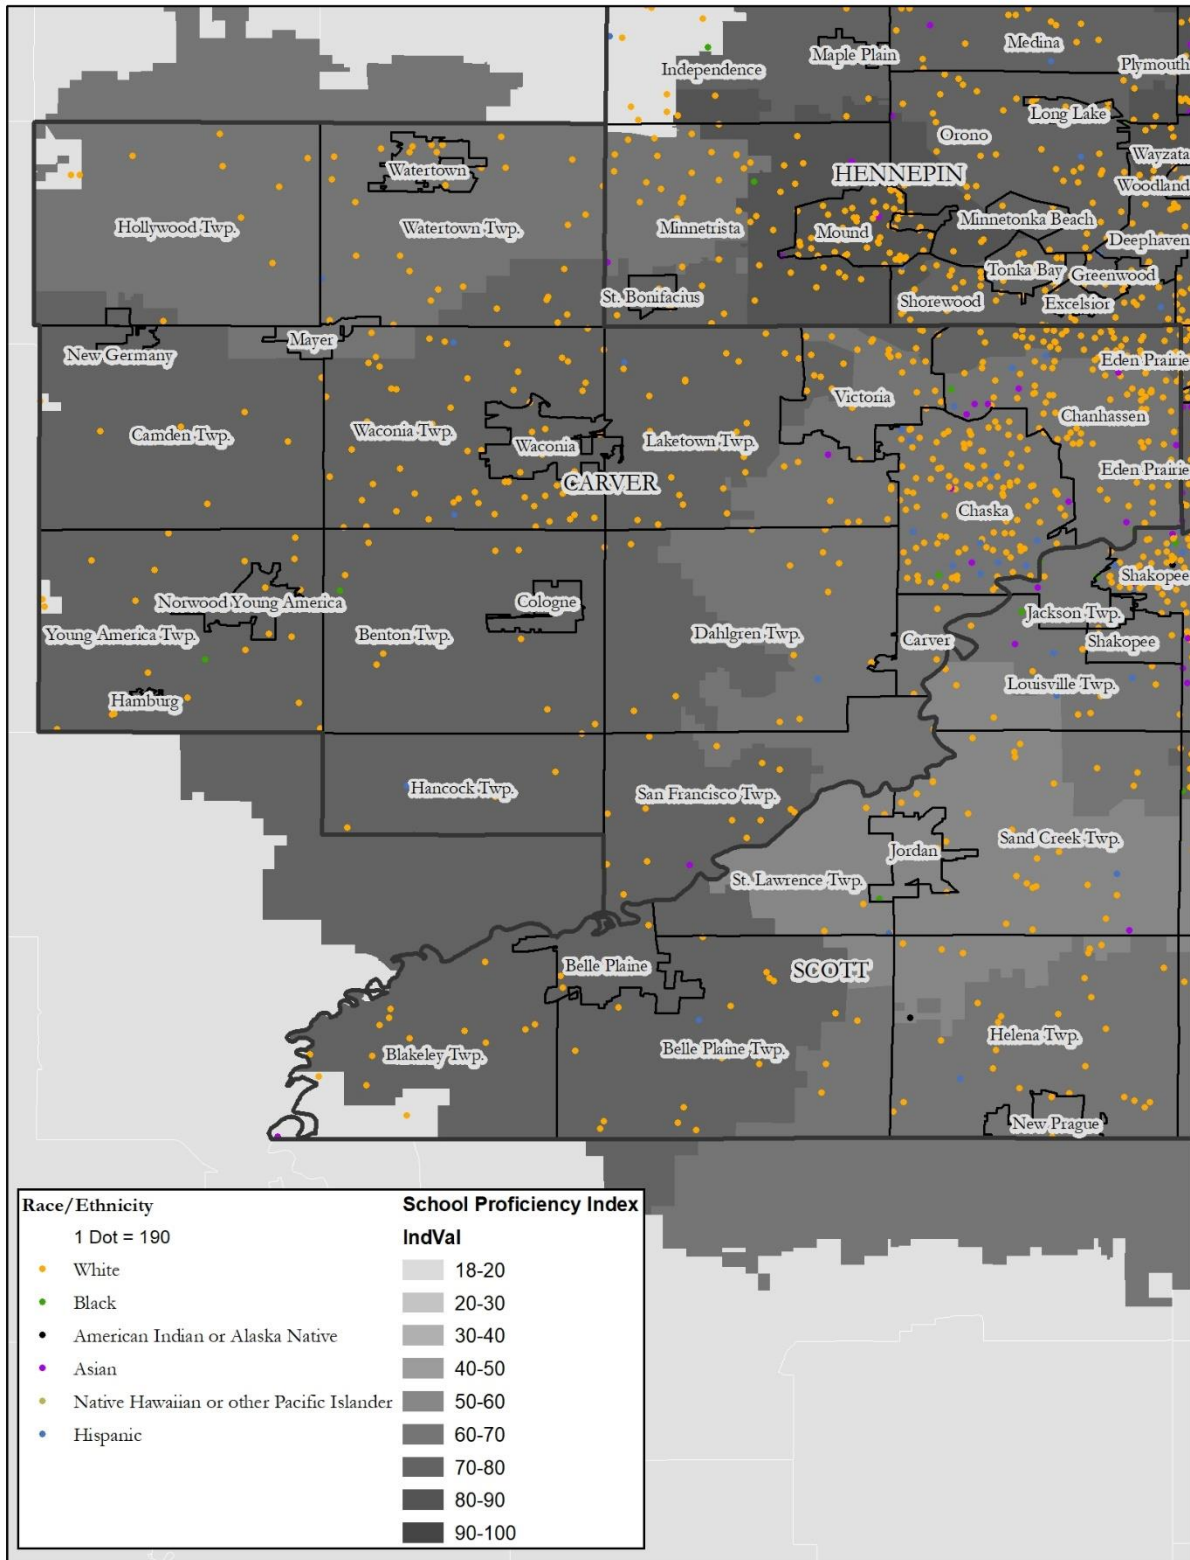 Maple Plain
Medina
Independence
Plymouth
Long Lake
Orono
Wayzata
Watertown
HENNEPIN
Woodland
Hollywood Twp.
Watertown Twp.
Minnetrista
Mound
Minnetonka Beach
Deephaven
Tonka Bay
Greenwood
St. Bonifacius
Shorewood
Excelsior
Mayer
New Germany
Eden Prairie
Victoria
Chanhassen
Camden Twp.
Waconia Twp.
Waconia
Laketown Twp.
Eden Prairie
CARVER
Chaska
Shakopee
Norwood Young America
Cologne
Jackson Twp.
Young America Twp.
Benton Twp.
Dahlgren Twp.
Carver
Shakopee
Hamburg
Louisville Twp.
Hancock Twp.
San Francisco Twp.
Jordan
Sand Creek Twp.
St. Lawrence Twp.
Belle Plaine
SCOTT
Blakeley Twp.
Belle Plaine Twp.
Helena Twp.
New Prague
Race/Ethnicity
1 Dot = 190
White
Black
American Indian or Alaska Native
Asian
Native Hawaiian or other Pacific Islander
Hispanic
School Proficiency Index
IndVal
18-20
20-30
30-40
40-50
50-60
60-70
70-80
80-90
90-100